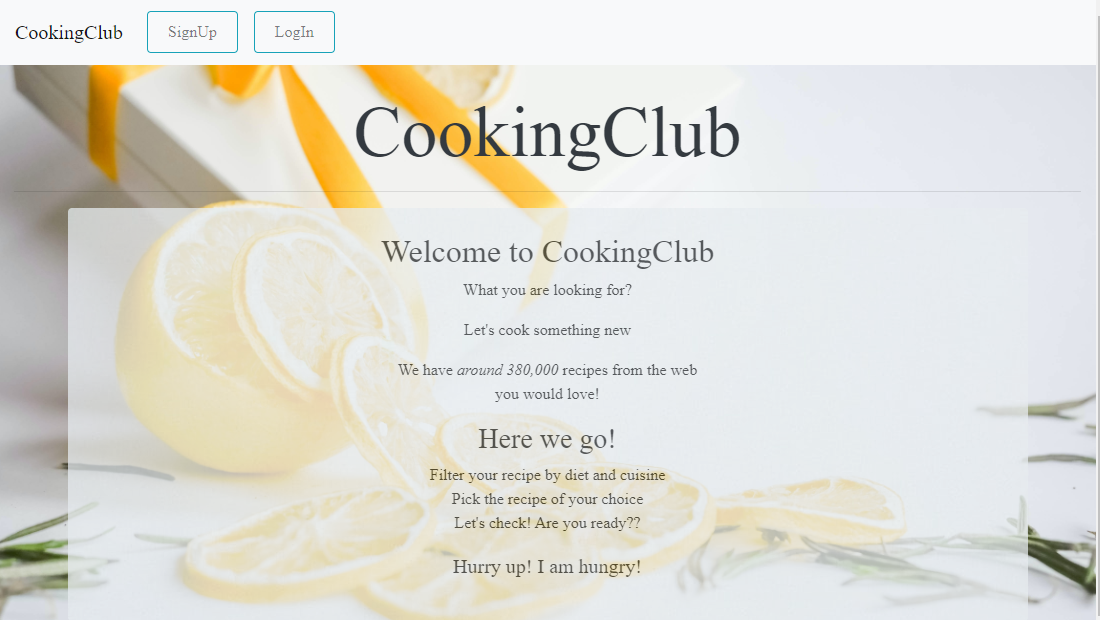 CookingClub SignUp LogIn
CookingClub
Welcome to CookingClub
What you are looking for?
Let's cook something new
We have around 380,000 recipes from the web
you would love!
Here we go!
Filter your recipe by diet and cuisine
Pick the recipe of your choice
Let's check! Are you ready??
Hurry up! I am hungry!